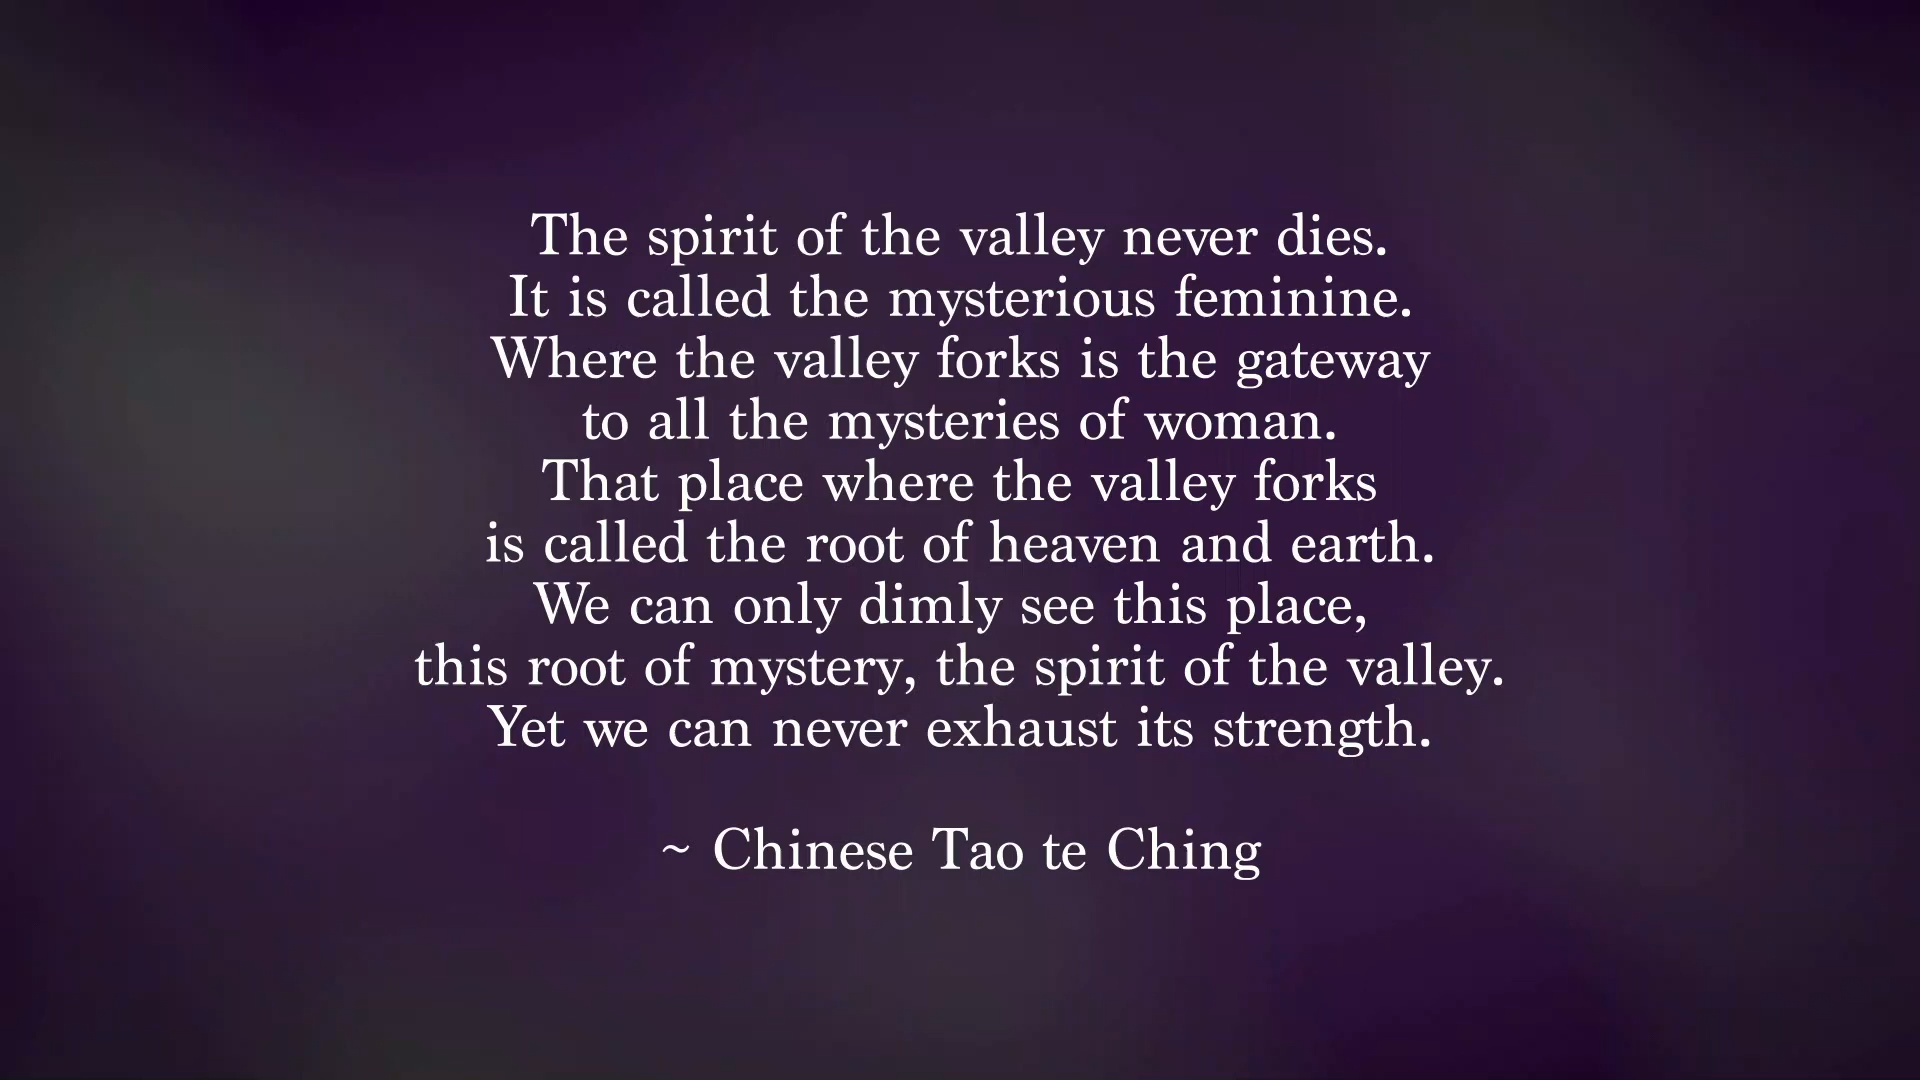 The spirit of the valley never dies.
It is called the mysterious feminine.
Where the valley forks is the gateway
to all the mysteries of woman.
That place where the valley forks
is called the root of heaven and earth.
We can only dimly see this place,
this root of mystery, the spirit of the valley.
Yet we can never exhaust its strength.
~ Chinese Tao te Ching